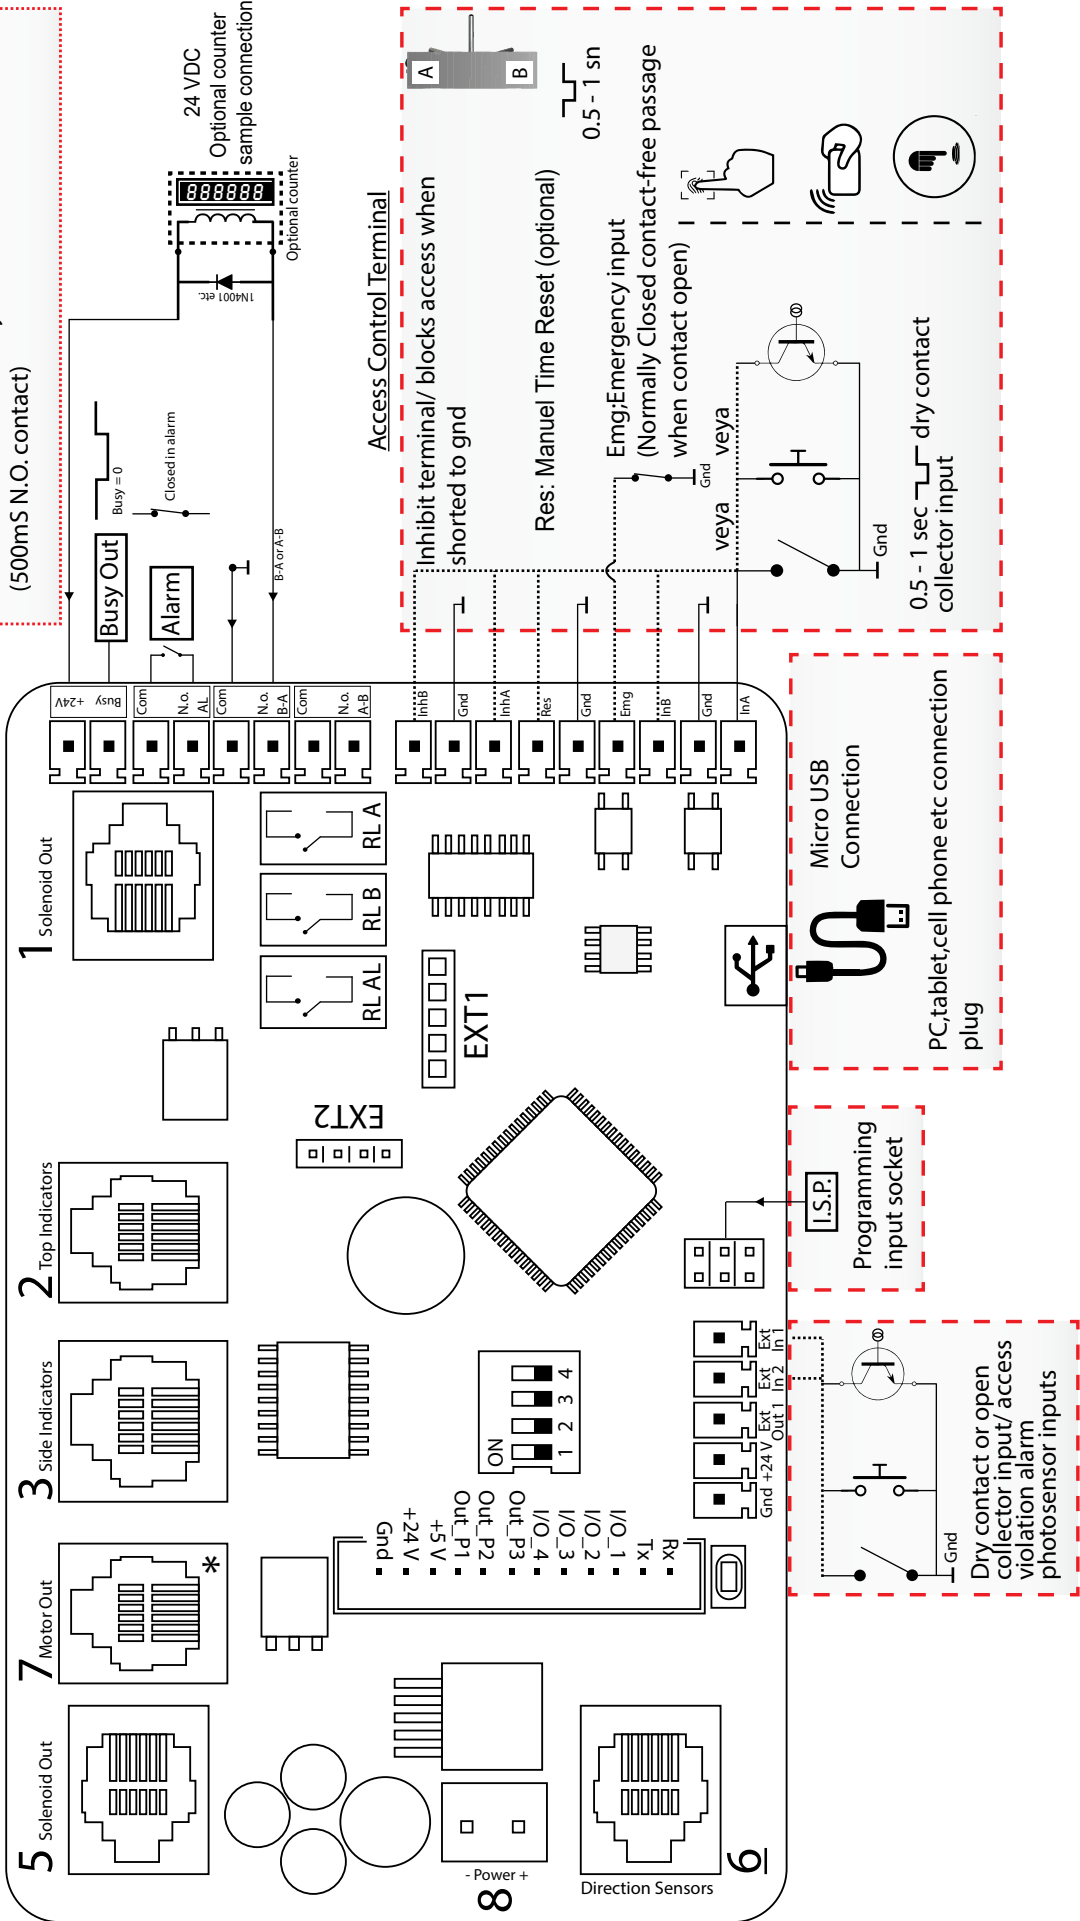 (500mS N.O. contact)
24 VDC
Optional counter
sample connection
888888
Optional counter
1N4001 etc.
Busy = 0
Closed in alarm
Busy Out
Alarm
B-A or A-B
Access Control Terminal
A
B
Inhibit terminal/ blocks access when
shorted to gnd
0.5 - 1 sn
Res: Manuel Time Reset (optional)
Emg;Emergency input
(Normally Closed contact-free passage
when contact open)
Gnd
veya
veya
Gnd
0.5 - 1 sec dry contact
collector input
+24V
Busy
Com
N.o.
AL
Com
N.o.
B-A
Com
N.o.
A-B
InhB
Gnd
InhA
Res
Gnd
Emg
InB
Gnd
InA
1 Solenoid Out
2 Top Indicators
3 Side Indicators
7 Motor Out
*
5 Solenoid Out
RL A
RL B
RL AL
EXT1
EXT2
Micro USB
Connection
PC,tablet,cell phone etc connection
plug
I.S.P.
Programming
input socket
ON
1 2 3 4
Gnd
+24 V
+5 V
Out_P1
Out_P2
Out_P3
I/O_4
I/O_3
I/O_2
I/O_1
Tx
Rx
Gnd
+24 V
Ext
Out 1
Ext
In 2
Ext
In 1
Gnd
Dry contact or open
collector input/ access
violation alarm
photosensor inputs
- Power +
8
6
Direction Sensors